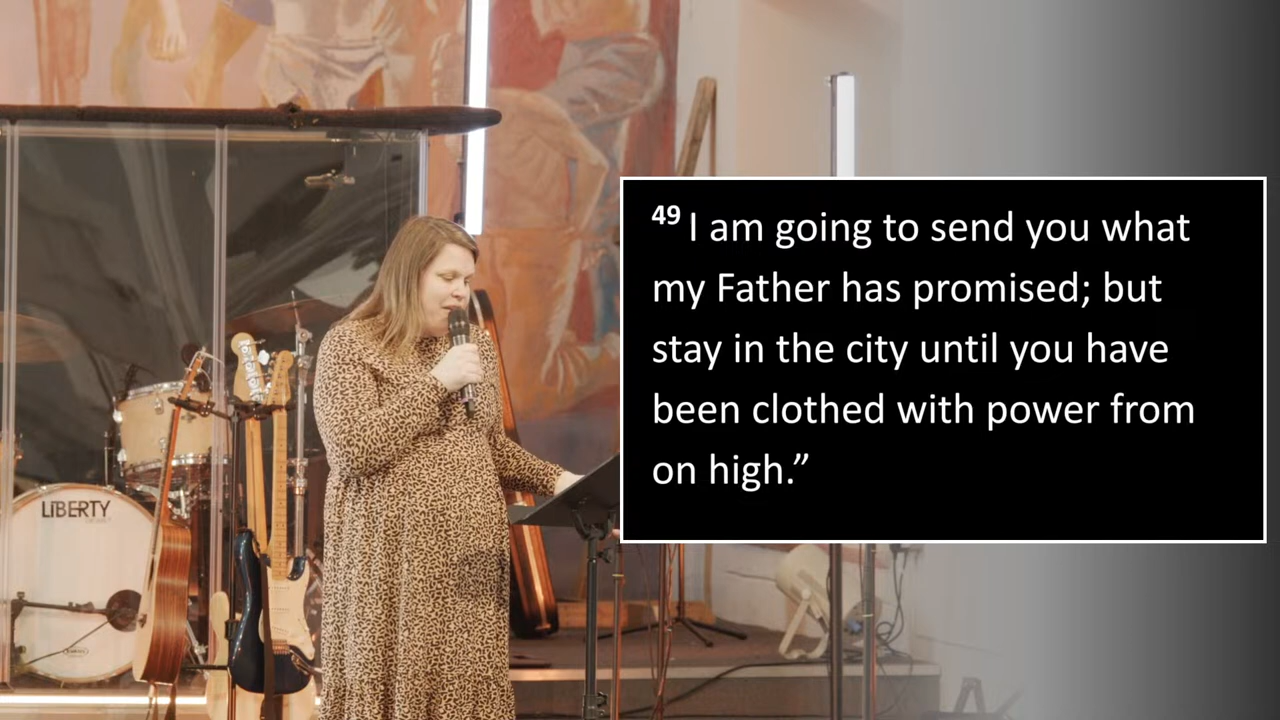 LiBERTY
⁴⁹ I am going to send you what
my Father has promised; but
stay in the city until you have
been clothed with power from
on high.”